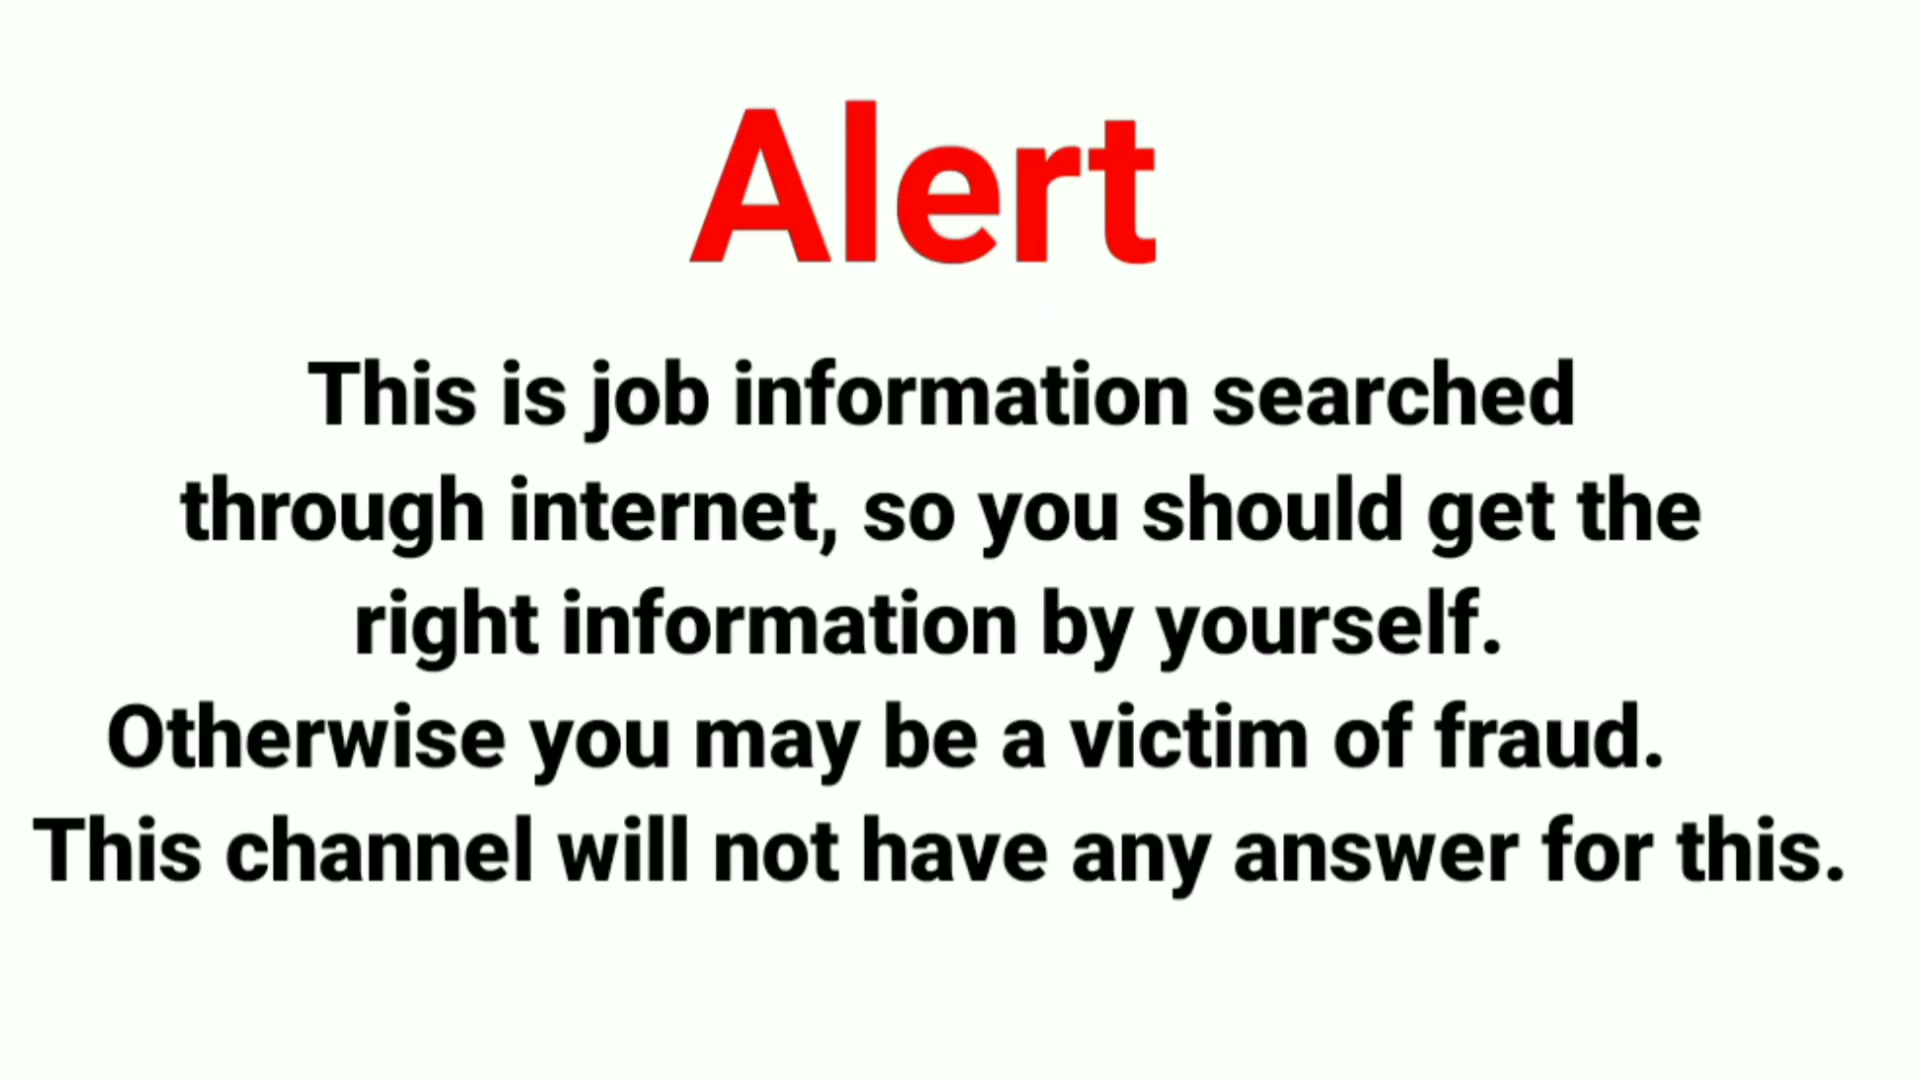 Alert
This is job information searched
through internet, so you should get the
right information by yourself.
Otherwise you may be a victim of fraud.
This channel will not have any answer for this.